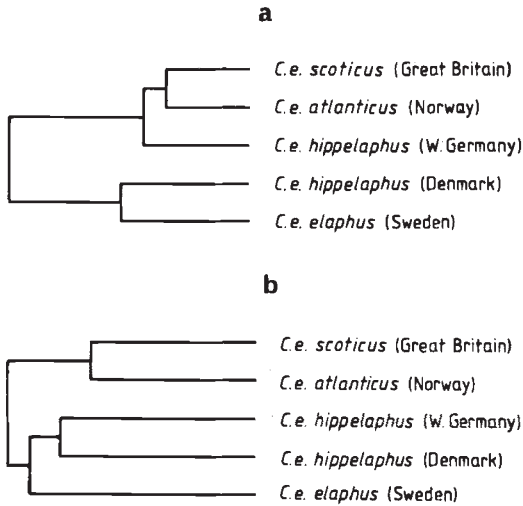 a
C.e. scoticus (Great Britain)
C.e. atlanticus (Norway)
C.e. hippelaphus (W. Germany)
C.e. hippelaphus (Denmark)
C.e. elaphus (Sweden)
b
C.e. scoticus (Great Britain)
C.e. atlanticus (Norway)
C.e. hippelaphus (W. Germany)
C.e. hippelaphus (Denmark)
C.e. elaphus (Sweden)